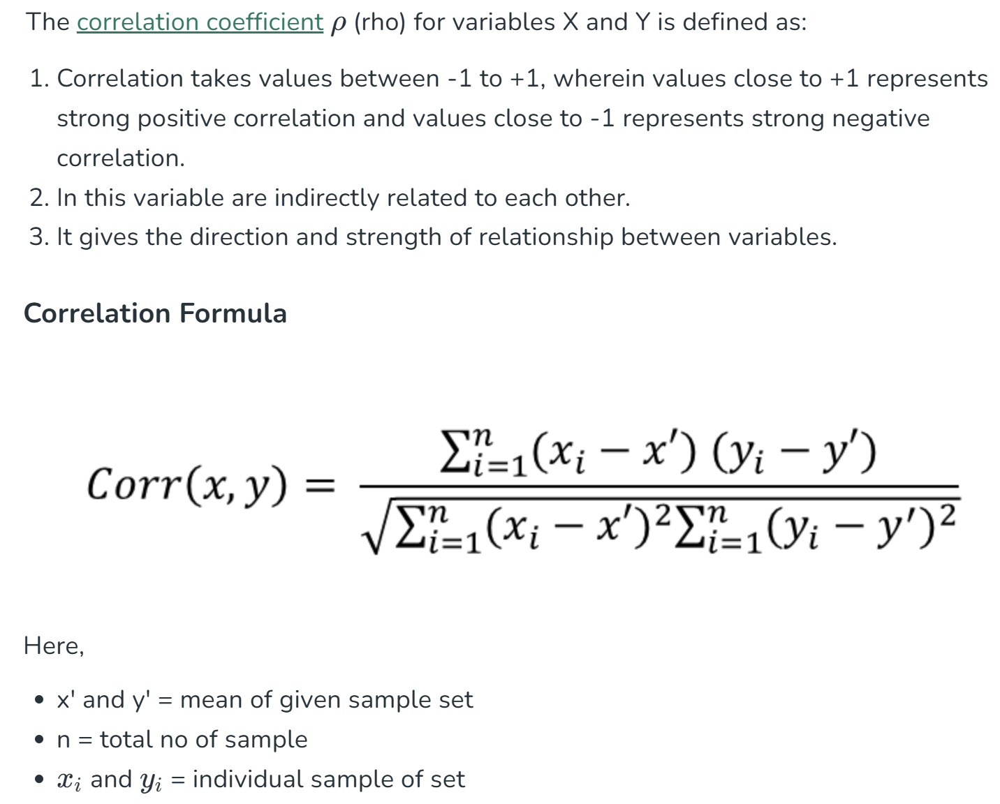 The correlation coefficient ρ (rho) for variables X and Y is defined as:
1. Correlation takes values between -1 to +1, wherein values close to +1 represents
strong positive correlation and values close to -1 represents strong negative
correlation.
2. In this variable are indirectly related to each other.
3. It gives the direction and strength of relationship between variables.
Correlation Formula
Corr(x, y) = \frac{\sum_{i=1}^{n}(x_i − x′) (y_i − y′)}{\sqrt{\sum_{i=1}^{n}(x_i − x′)^2 \sum_{i=1}^{n}(y_i − y′)^2}}
Here,
• x' and y' = mean of given sample set
• n = total no of sample
• x_i and y_i = individual sample of set